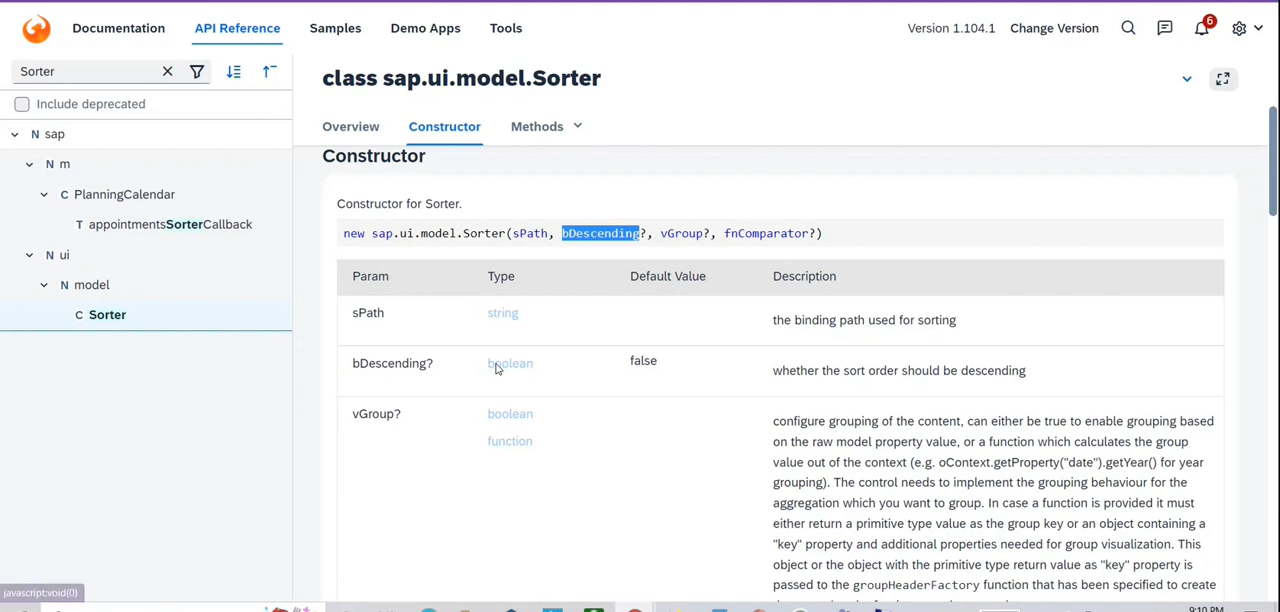 Documentation API Reference Samples Demo Apps Tools Version 1.104.1 Change Version 6
Sorter
Include deprecated
N sap
N m
C PlanningCalendar
T appointmentsSorterCallback
N ui
N model
C Sorter
class sap.ui.model.Sorter
Overview Constructor Methods
Constructor
Constructor for Sorter.
new sap.ui.model.Sorter(sPath, bDescending?, vGroup?, fnComparator?)
Param Type Default Value Description
sPath string the binding path used for sorting
bDescending? boolean false whether the sort order should be descending
vGroup? boolean function
configure grouping of the content, can either be true to enable grouping based
on the raw model property value, or a function which calculates the group
value out of the context (e.g. oContext.getProperty("date").getYear() for year
grouping). The control needs to implement the grouping behaviour for the
aggregation which you want to group. In case a function is provided it must
either return a primitive type value as the group key or an object containing a
"key" property and additional properties needed for group visualization. This
object or the object with the primitive type return value as "key" property is
passed to the groupHeaderFactory function that has been specified to create
javascript:void(0)
9:10 PM